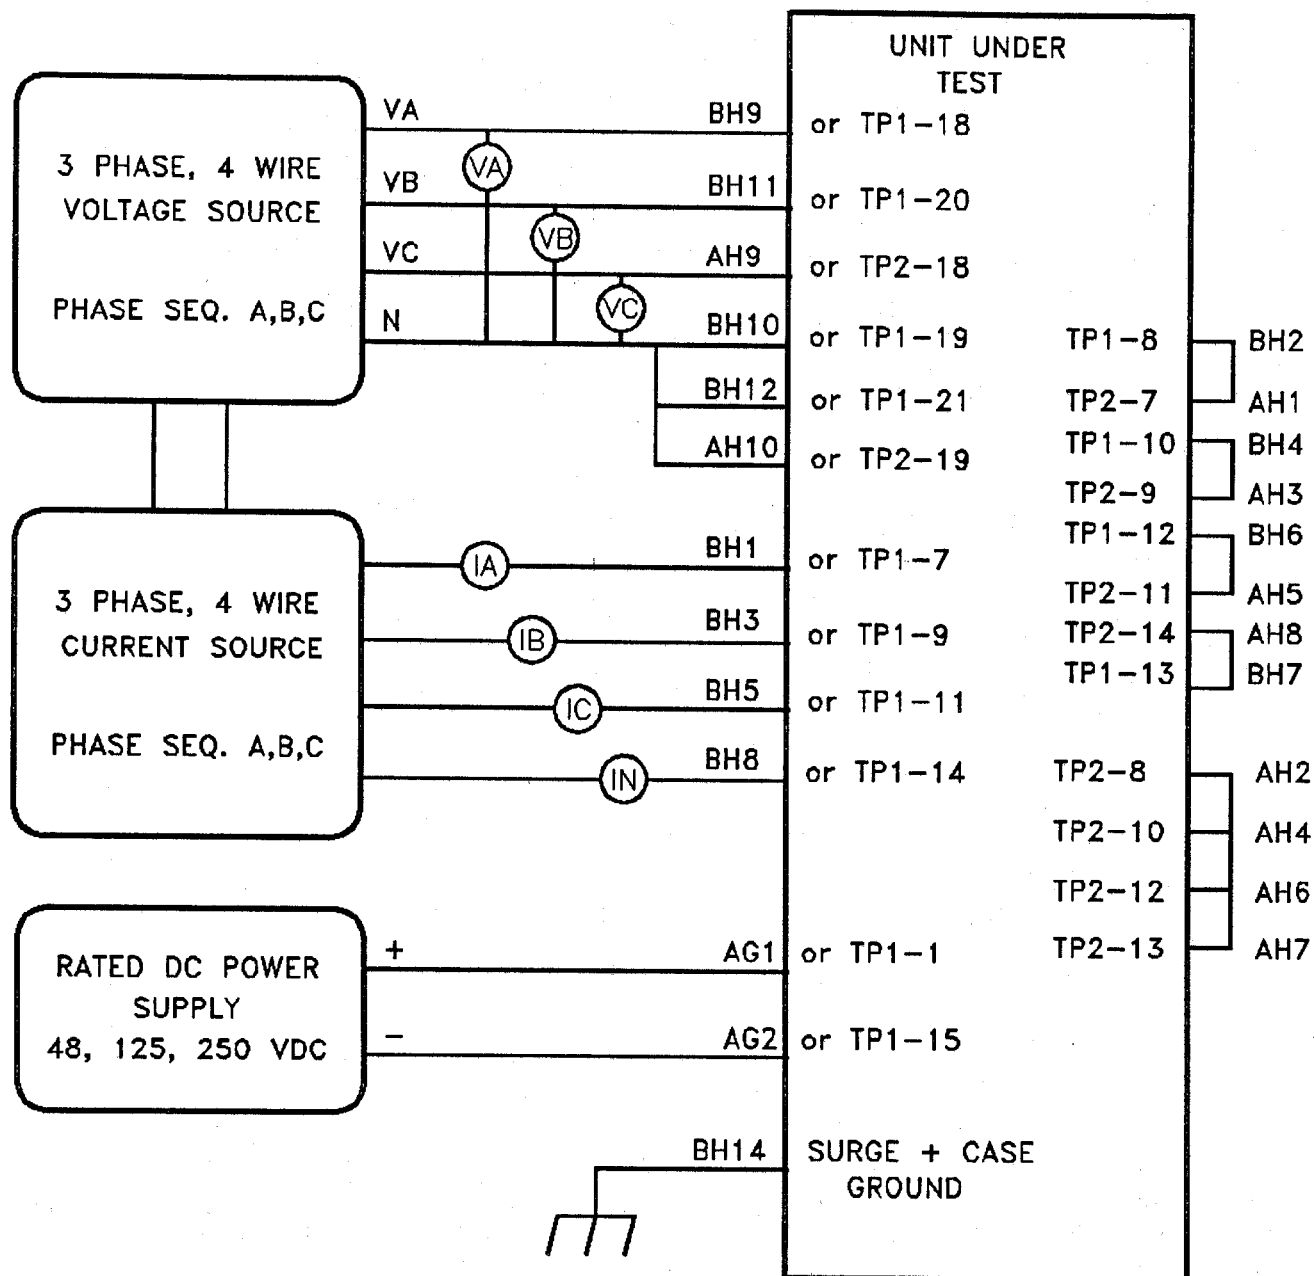 UNIT UNDER
TEST
3 PHASE, 4 WIRE
VOLTAGE SOURCE
PHASE SEQ. A,B,C
VA
BH9
or TP1-18
VA
VB
BH11
or TP1-20
VB
VC
AH9
or TP2-18
VC
N
BH10
or TP1-19
BH12
or TP1-21
AH10
or TP2-19
TP1-8
BH2
TP2-7
AH1
TP1-10
BH4
TP2-9
AH3
TP1-12
BH6
TP2-11
AH5
TP2-14
AH8
TP1-13
BH7
3 PHASE, 4 WIRE
CURRENT SOURCE
PHASE SEQ. A,B,C
IA
BH1
or TP1-7
IB
BH3
or TP1-9
IC
BH5
or TP1-11
IN
BH8
or TP1-14
TP2-8
AH2
TP2-10
AH4
TP2-12
AH6
TP2-13
AH7
RATED DC POWER
SUPPLY
48, 125, 250 VDC
+
AG1
or TP1-1
-
AG2
or TP1-15
BH14
SURGE + CASE
GROUND